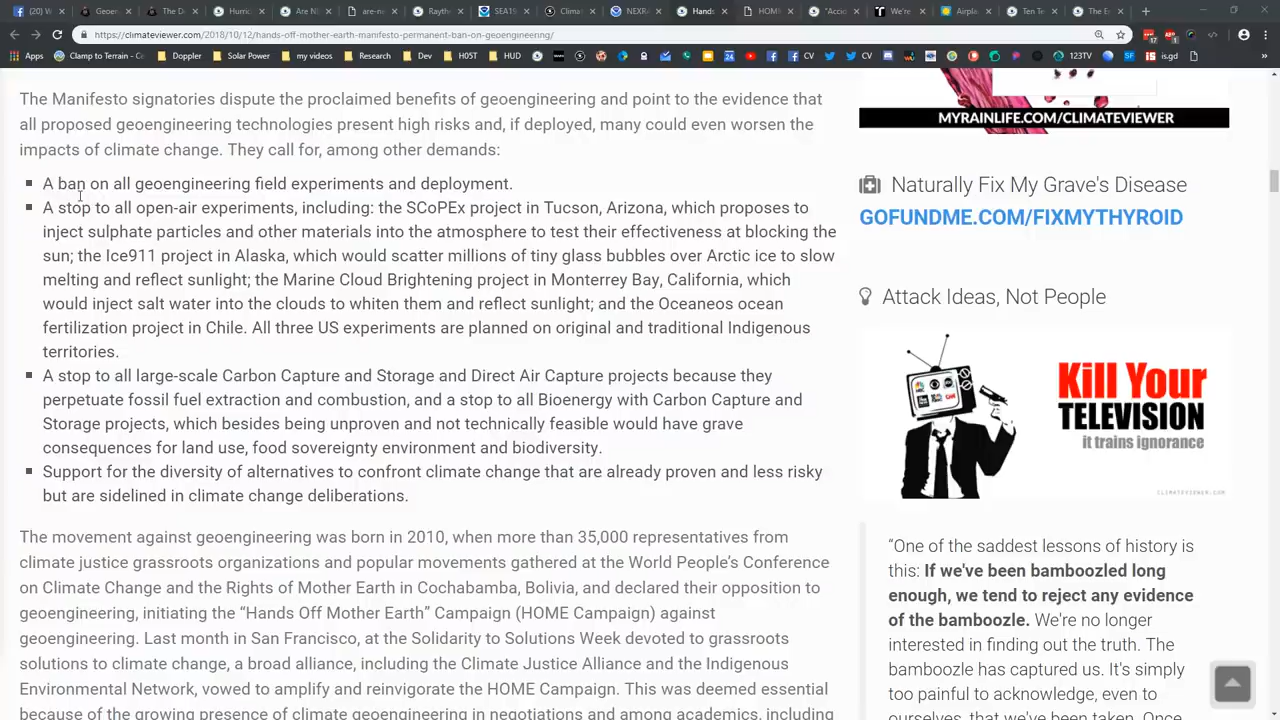 Geoen
The D
Hurric
Are N
are-ne
Rayth
SEA19
Clima
NEXR
Hands
HOM
"Accid
We're
Airpla
Ten Te
The E
https://climateviewer.com/2018/10/12/hands-off-mother-earth-manifesto-permanent-ban-on-geoengineering/
Apps Clamp to Terrain - C Doppler Solar Power my videos Research Dev H05T HUD CV CV 123TV SF is.gd
The Manifesto signatories dispute the proclaimed benefits of geoengineering and point to the evidence that
all proposed geoengineering technologies present high risks and, if deployed, many could even worsen the
impacts of climate change. They call for, among other demands:
A ban on all geoengineering field experiments and deployment.
A stop to all open-air experiments, including: the SCoPEx project in Tucson, Arizona, which proposes to
inject sulphate particles and other materials into the atmosphere to test their effectiveness at blocking the
sun; the Ice911 project in Alaska, which would scatter millions of tiny glass bubbles over Arctic ice to slow
melting and reflect sunlight; the Marine Cloud Brightening project in Monterrey Bay, California, which
would inject salt water into the clouds to whiten them and reflect sunlight; and the Oceaneos ocean
fertilization project in Chile. All three US experiments are planned on original and traditional Indigenous
territories.
A stop to all large-scale Carbon Capture and Storage and Direct Air Capture projects because they
perpetuate fossil fuel extraction and combustion, and a stop to all Bioenergy with Carbon Capture and
Storage projects, which besides being unproven and not technically feasible would have grave
consequences for land use, food sovereignty environment and biodiversity.
Support for the diversity of alternatives to confront climate change that are already proven and less risky
but are sidelined in climate change deliberations.
The movement against geoengineering was born in 2010, when more than 35,000 representatives from
climate justice grassroots organizations and popular movements gathered at the World People's Conference
on Climate Change and the Rights of Mother Earth in Cochabamba, Bolivia, and declared their opposition to
geoengineering, initiating the "Hands Off Mother Earth" Campaign (HOME Campaign) against
geoengineering. Last month in San Francisco, at the Solidarity to Solutions Week devoted to grassroots
solutions to climate change, a broad alliance, including the Climate Justice Alliance and the Indigenous
Environmental Network, vowed to amplify and reinvigorate the HOME Campaign. This was deemed essential
because of the growing presence of climate geoengineering in negotiations and among academics, including
MYRAINLIFE.COM/CLIMATEVIEWER
Naturally Fix My Grave's Disease
GOFUNDME.COM/FIXMYTHYROID
Attack Ideas, Not People
Kill Your
TELEVISION
it trains ignorance
CLIMATEVIEWER.COM
"One of the saddest lessons of history is
this: If we've been bamboozled long
enough, we tend to reject any evidence
of the bamboozle. We're no longer
interested in finding out the truth. The
bamboozle has captured us. It's simply
too painful to acknowledge, even to
ourselves, that we've been taken. Once